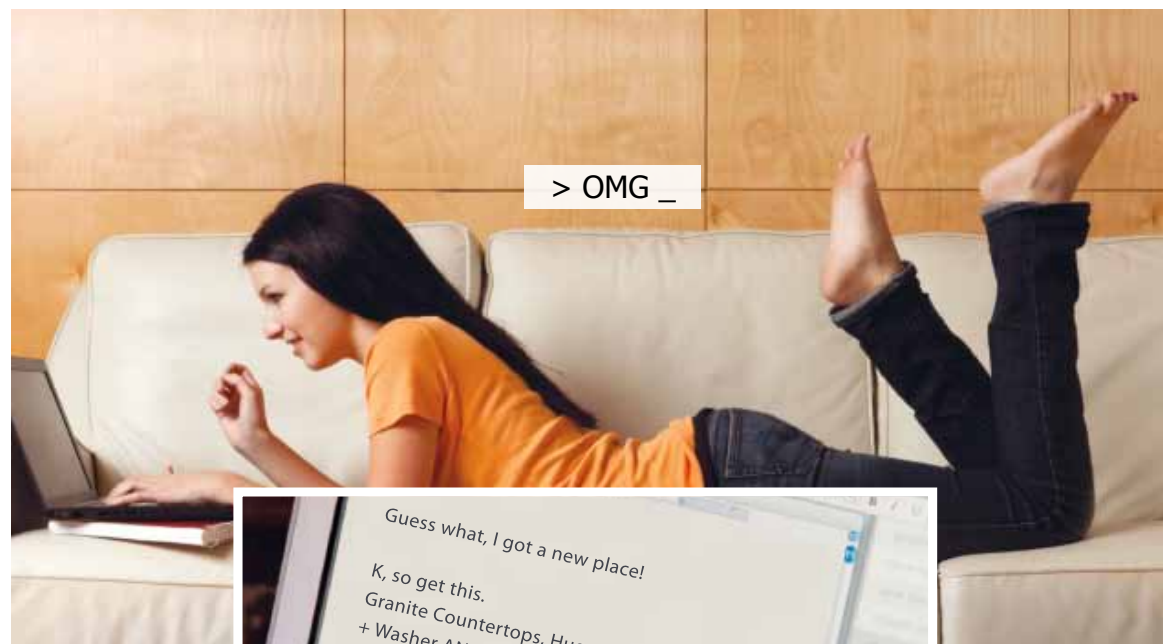 > OMG _
Guess what, I got a new place!
K, so get this.
Granite Countertops,
+ Washer